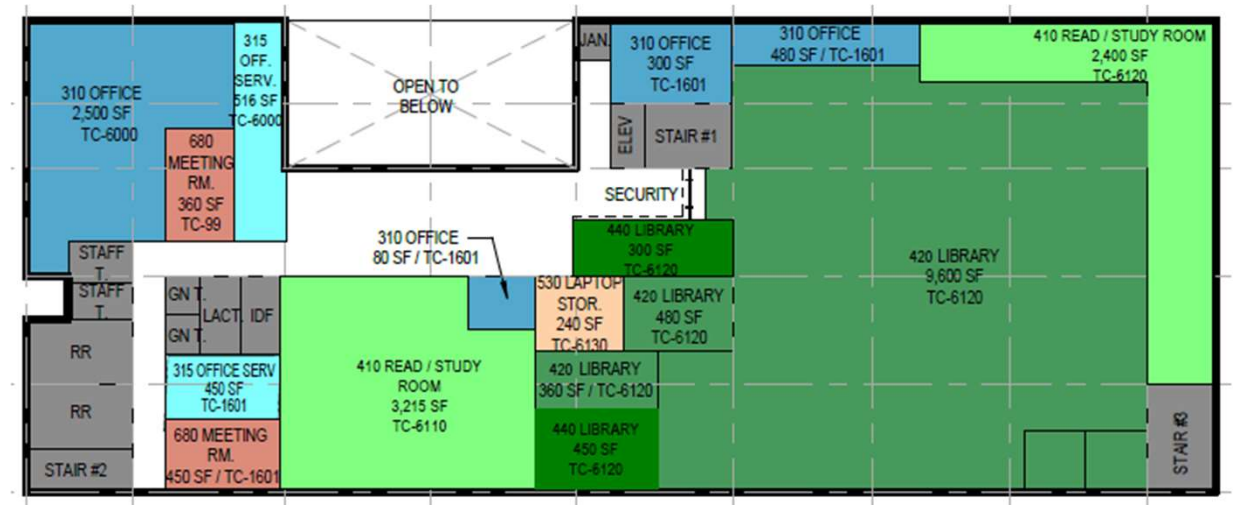 310 OFFICE
2,500 SF
TC-6000
315
OFF.
SERV.
516 SF
TC-6000
680
MEETING
RM.
360 SF
TC-99
OPEN TO
BELOW
JAN.
310 OFFICE
300 SF
TC-1601
ELEV
STAIR #1
310 OFFICE
480 SF / TC-1601
410 READ / STUDY ROOM
2,400 SF
TC-6120
SECURITY
440 LIBRARY
300 SF
TC-6120
310 OFFICE
80 SF / TC-1601
420 LIBRARY
9,600 SF
TC-6120
STAFF
T.
STAFF
T.
RR
RR
STAIR #2
GN T.
GN T.
LACT.
IDF
315 OFFICE SERV
450 SF
TC-1601
680 MEETING
RM.
450 SF / TC-1601
410 READ / STUDY
ROOM
3,215 SF
TC-6110
530 LAPTOP
STOR.
240 SF
TC-6130
420 LIBRARY
480 SF
TC-6120
420 LIBRARY
360 SF / TC-6120
440 LIBRARY
450 SF
TC-6120
STAIR #3